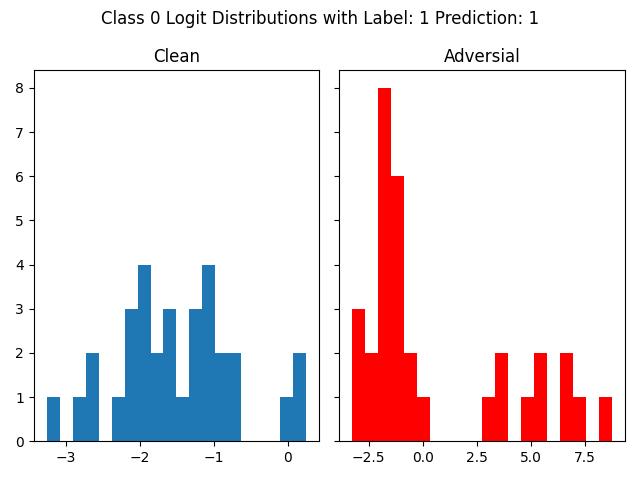 Class 0 Logit Distributions with Label: 1 Prediction: 1
Clean
Adversial
8
7
6
5
4
3
2
1
0
−3 −2 −1 0
−2.5 0.0 2.5 5.0 7.5